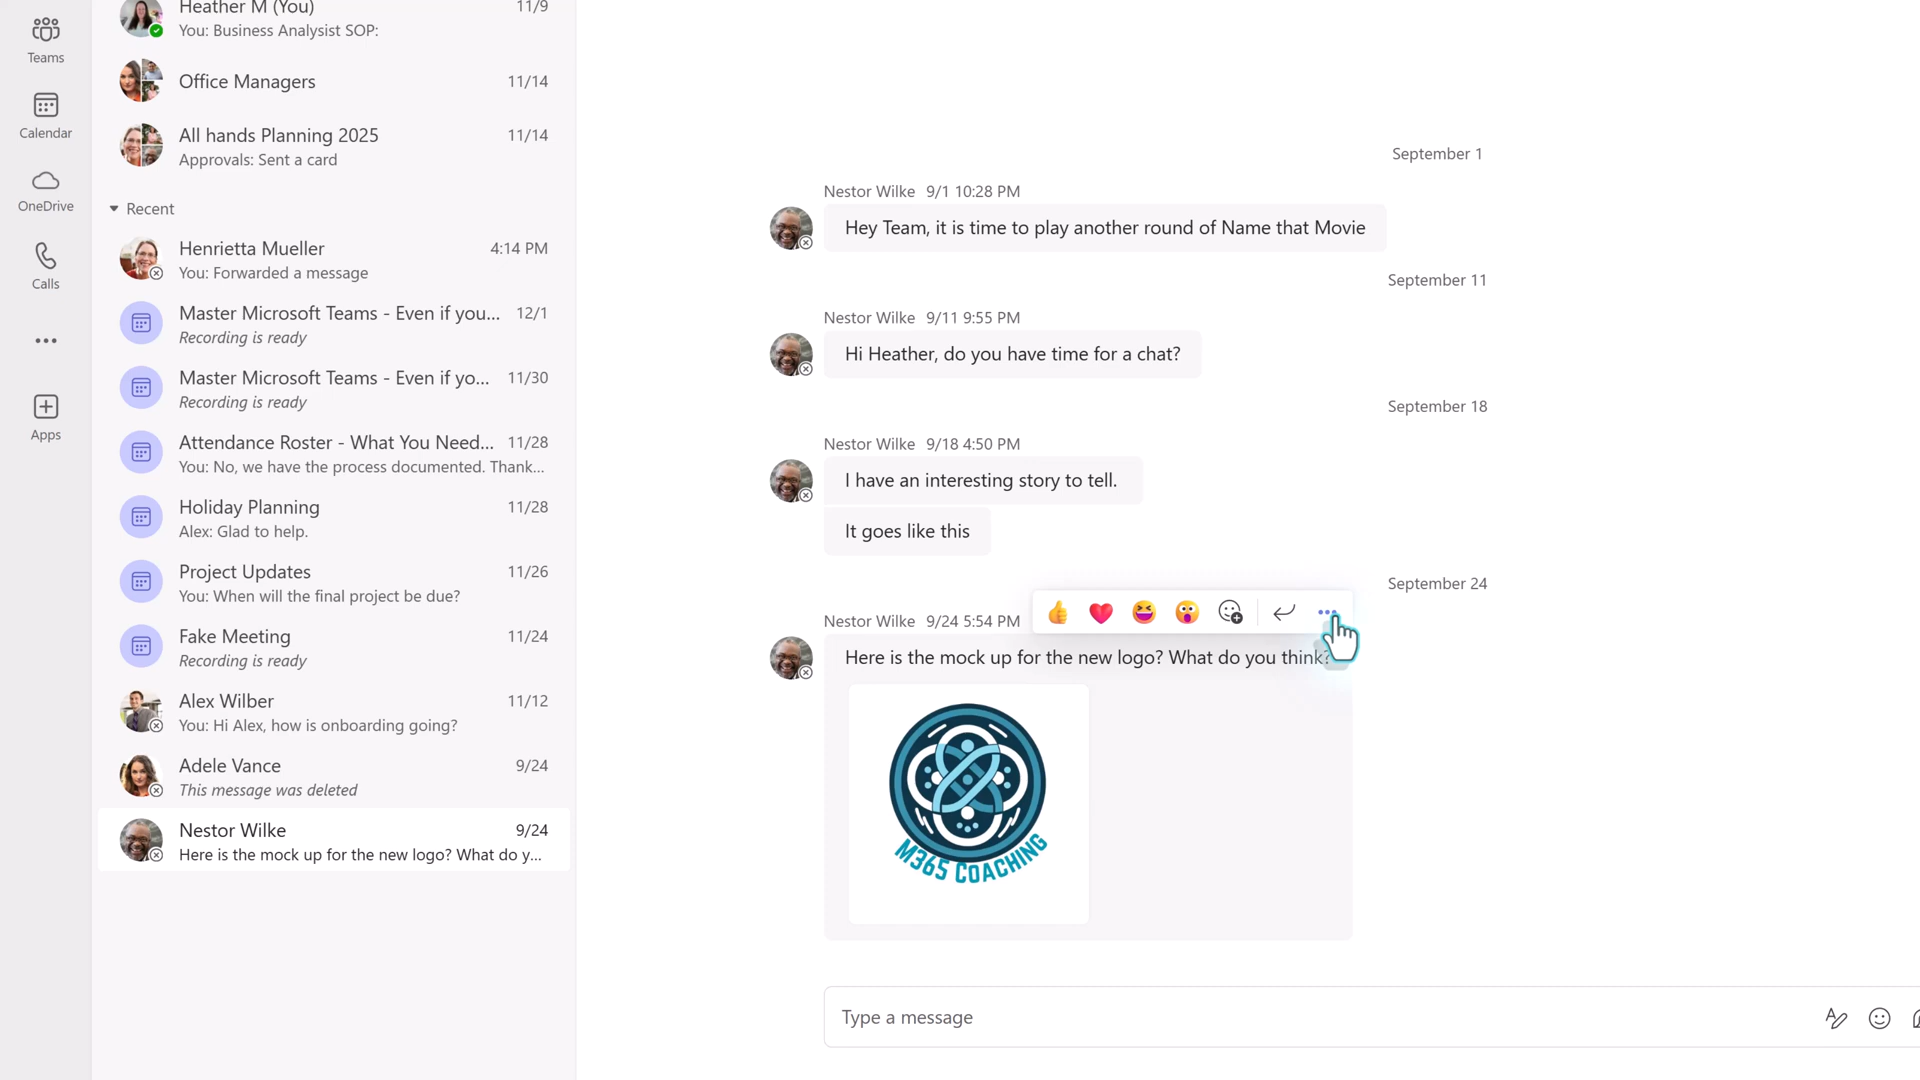 Teams
Calendar
OneDrive
Calls
Apps
Heather M (You) 11/9
You: Business Analysist SOP:
Office Managers 11/14
All hands Planning 2025 11/14
Approvals: Sent a card
Recent
Henrietta Mueller 4:14 PM
You: Forwarded a message
Master Microsoft Teams - Even if you... 12/1
Recording is ready
Master Microsoft Teams - Even if yo... 11/30
Recording is ready
Attendance Roster - What You Need... 11/28
You: No, we have the process documented. Thank...
Holiday Planning 11/28
Alex: Glad to help.
Project Updates 11/26
You: When will the final project be due?
Fake Meeting 11/24
Recording is ready
Alex Wilber 11/12
You: Hi Alex, how is onboarding going?
Adele Vance 9/24
This message was deleted
Nestor Wilke 9/24
Here is the mock up for the new logo? What do y...
September 1
Nestor Wilke 9/1 10:28 PM
Hey Team, it is time to play another round of Name that Movie
September 11
Nestor Wilke 9/11 9:55 PM
Hi Heather, do you have time for a chat?
September 18
Nestor Wilke 9/18 4:50 PM
I have an interesting story to tell.
It goes like this
September 24
Nestor Wilke 9/24 5:54 PM
Here is the mock up for the new logo? What do you think?
M365 COACHING
Type a message